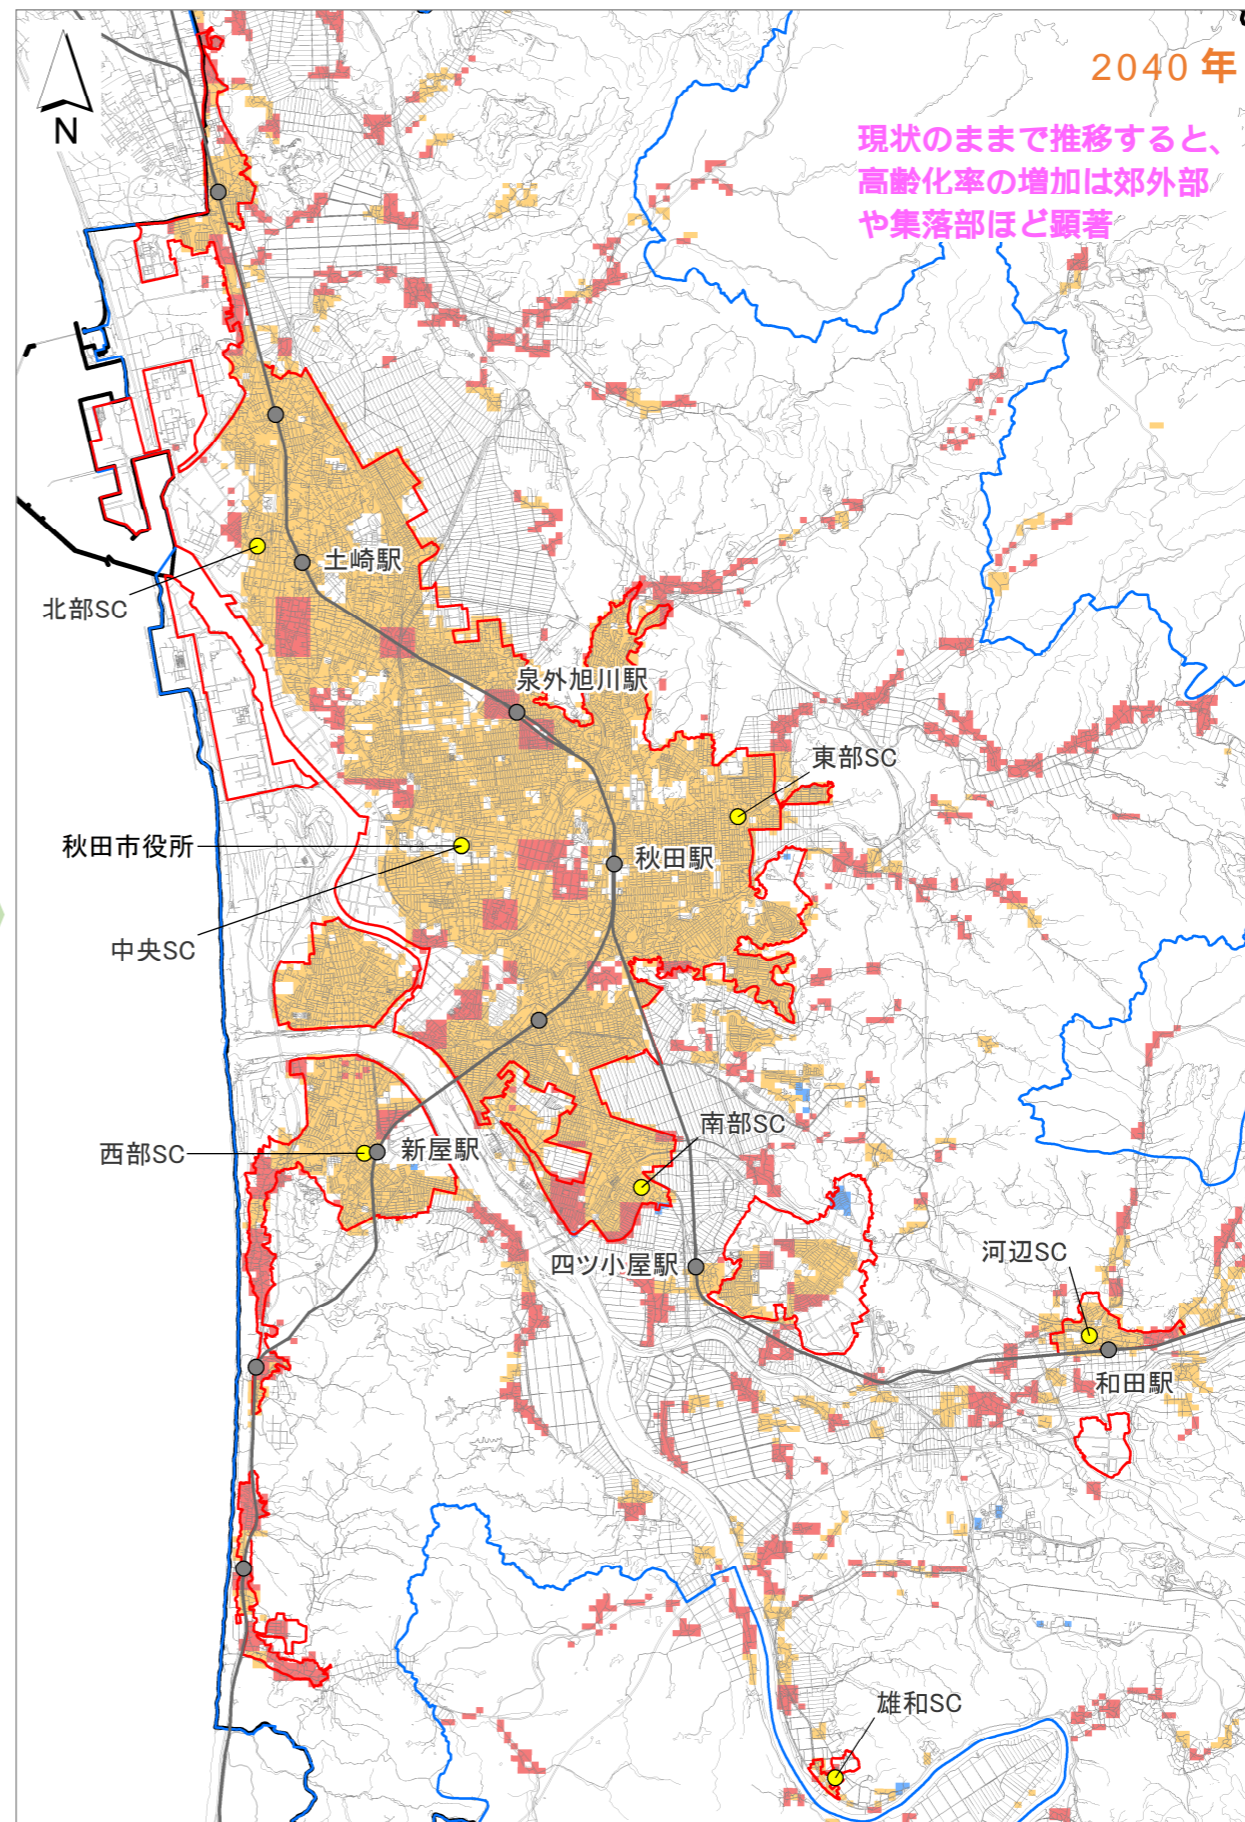 2040 年
現状のままで推移すると、
高齢化率の増加は郊外部
や集落部ほど顕著
N
土崎駅
北部SC
泉外旭川駅
東部SC
秋田市役所
秋田駅
中央SC
南部SC
西部SC
新屋駅
四ツ小屋駅
河辺SC
和田駅
雄和SC